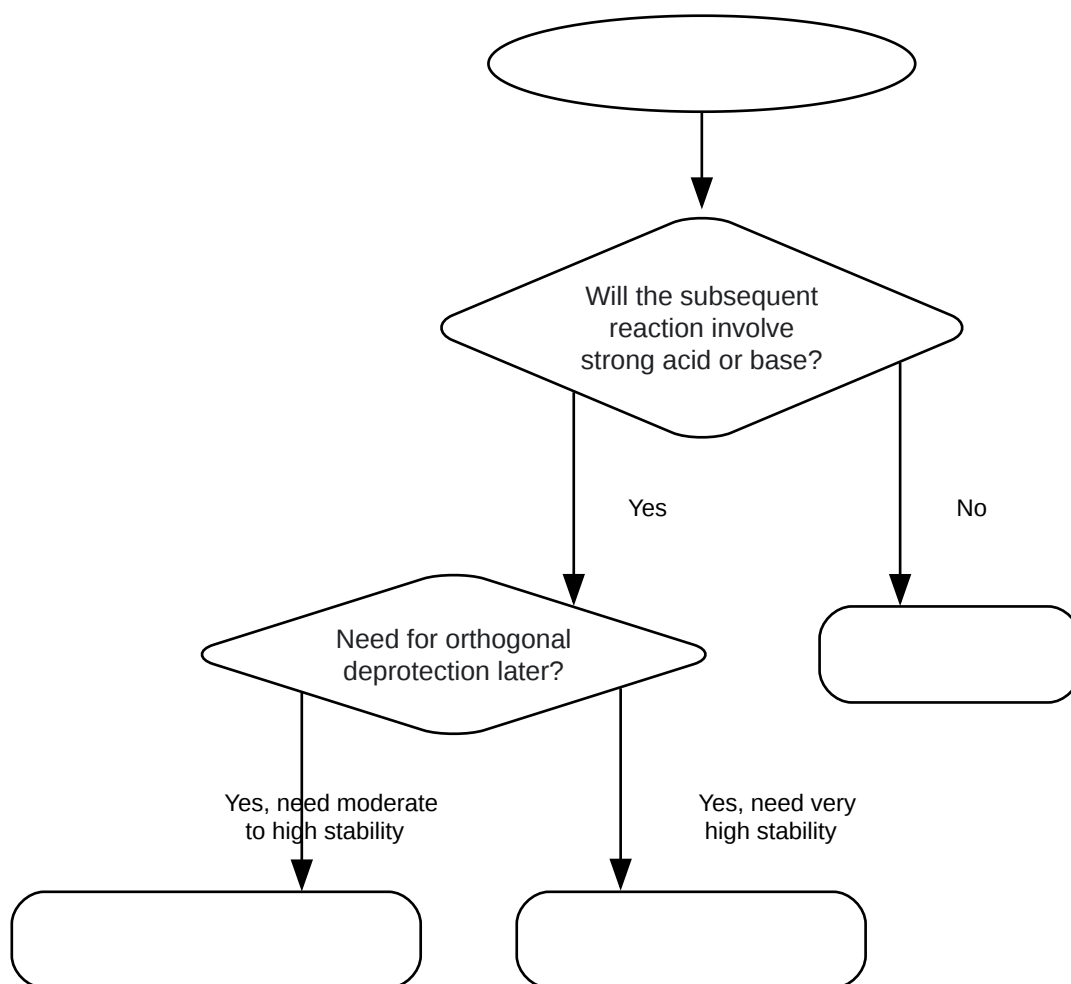 Will the subsequent
reaction involve
strong acid or base?
Yes
No
Need for orthogonal
deprotection later?
Yes, need moderate
to high stability
Yes, need very
high stability